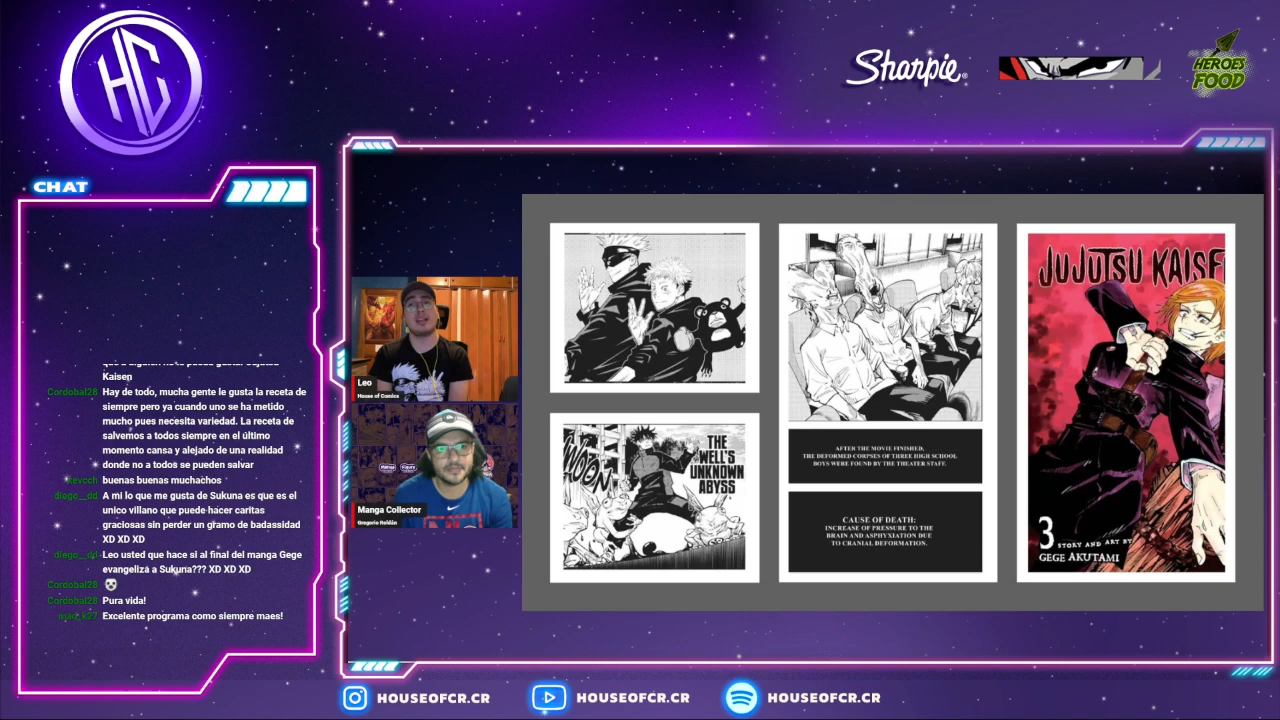 HC
Sharpie
HEROES
FOOD
CHAT
Kaisen
Cordobal28 Hay de todo, mucha gente le gusta la receta de
siempre pero ya cuando uno se ha metido
mucho pues necesita variedad. La receta de
salvemos a todos siempre en el último
momento cansa y alejado de una realidad
donde no a todos se pueden salvar
buenas buenas muchachos
diego__dd A mi lo que me gusta de Sukuna es que es el
unico villano que puede hacer caritas
graciosas sin perder un gramo de badassidad
XD XD XD
diego__dd Leo usted que hace si al final del manga Gege
evangeliza a Sukuna??? XD XD XD
Cordobal28
Cordobal28 Pura vida!
Excelente programa como siempre maes!
Leo
House of Comics
Manga Collector
Gregorio Roldán
THE
WELL'S
UNKNOWN
ABYSS
AFTER THE MOVIE FINISHED,
THE DEFORMED CORPSES OF THREE HIGH SCHOOL
BOYS WERE FOUND BY THE THEATER STAFF.
CAUSE OF DEATH:
INCREASE OF PRESSURE TO THE
BRAIN AND ASPHYXIATION DUE
TO CRANIAL DEFORMATION.
JUJUTSU KAISE
3
STORY AND ART BY
GEGE AKUTAMI
HOUSEOFCR.CR
HOUSEOFCR.CR
HOUSEOFCR.CR